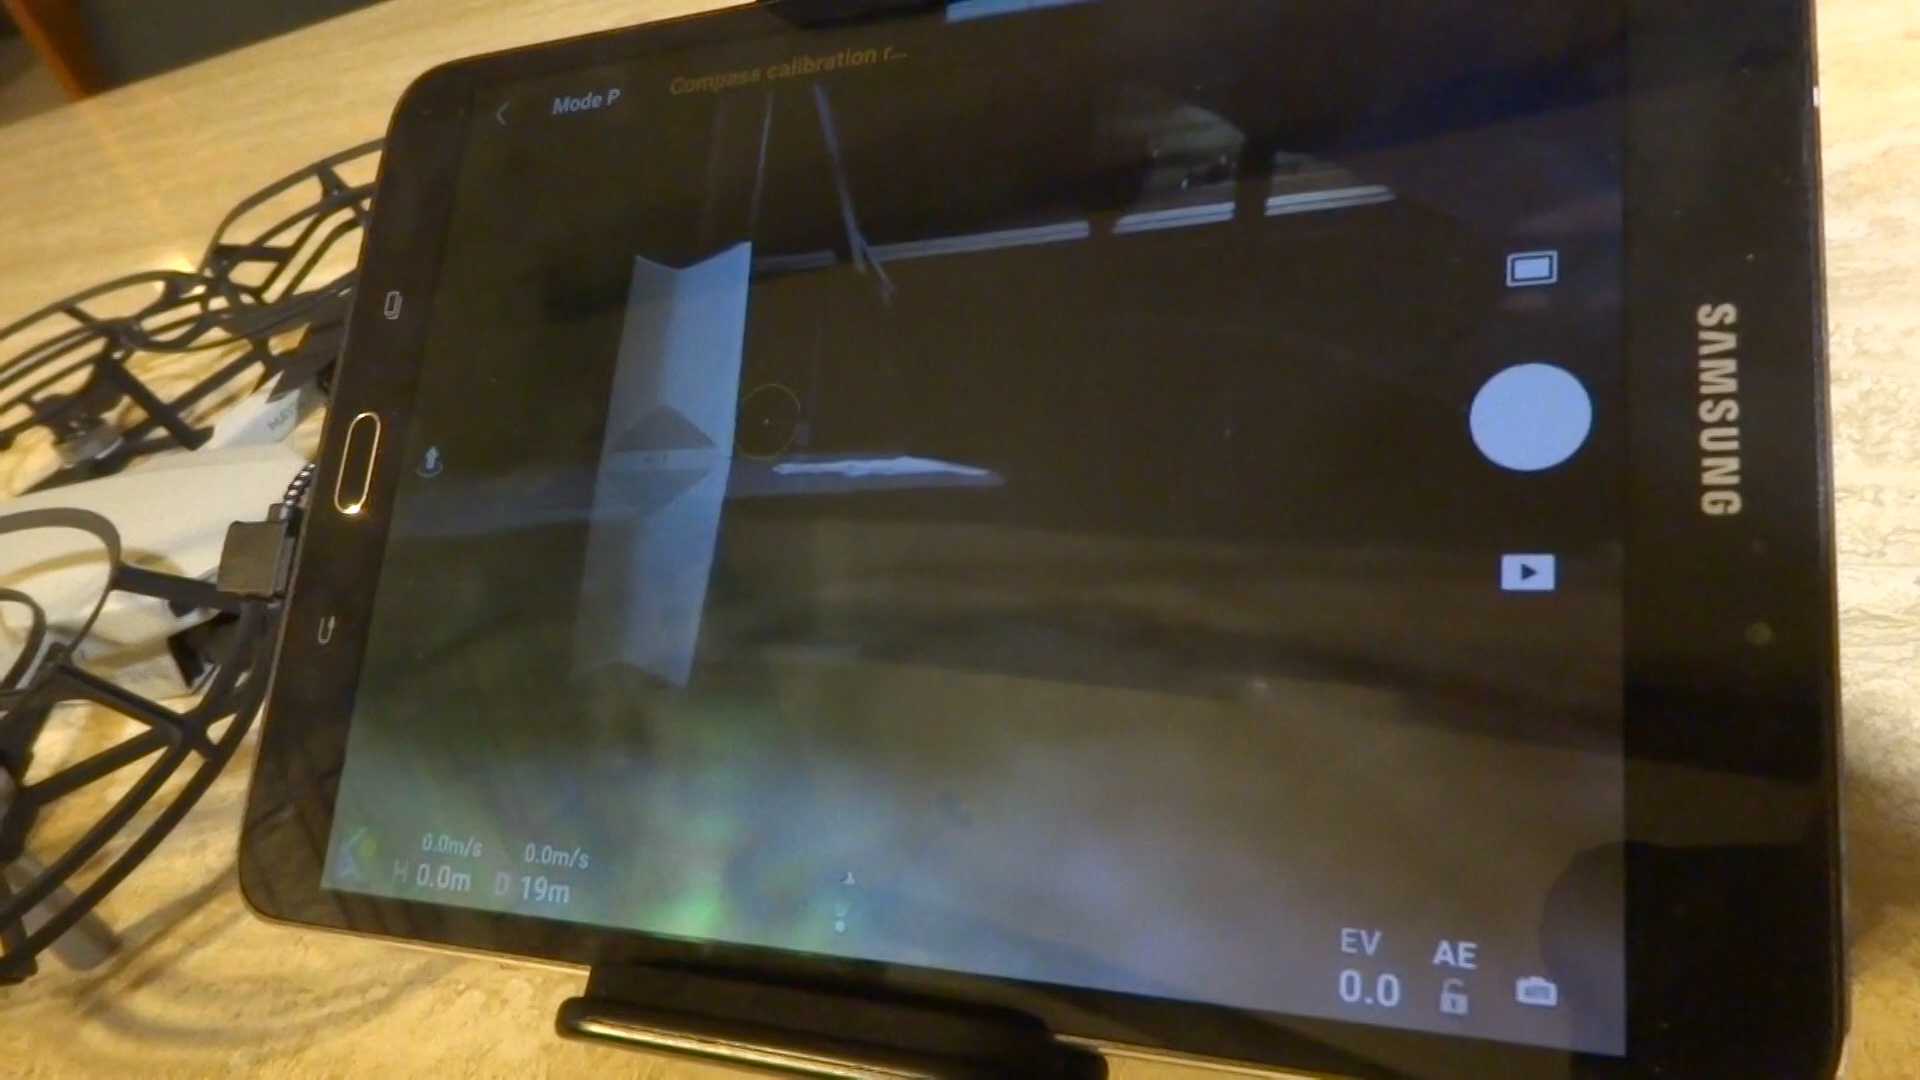 Compass calibration r...
Mode P
SAMSUNG
0.0m/s 0.0m/s
H 0.0m D 19m
EV AE
0.0